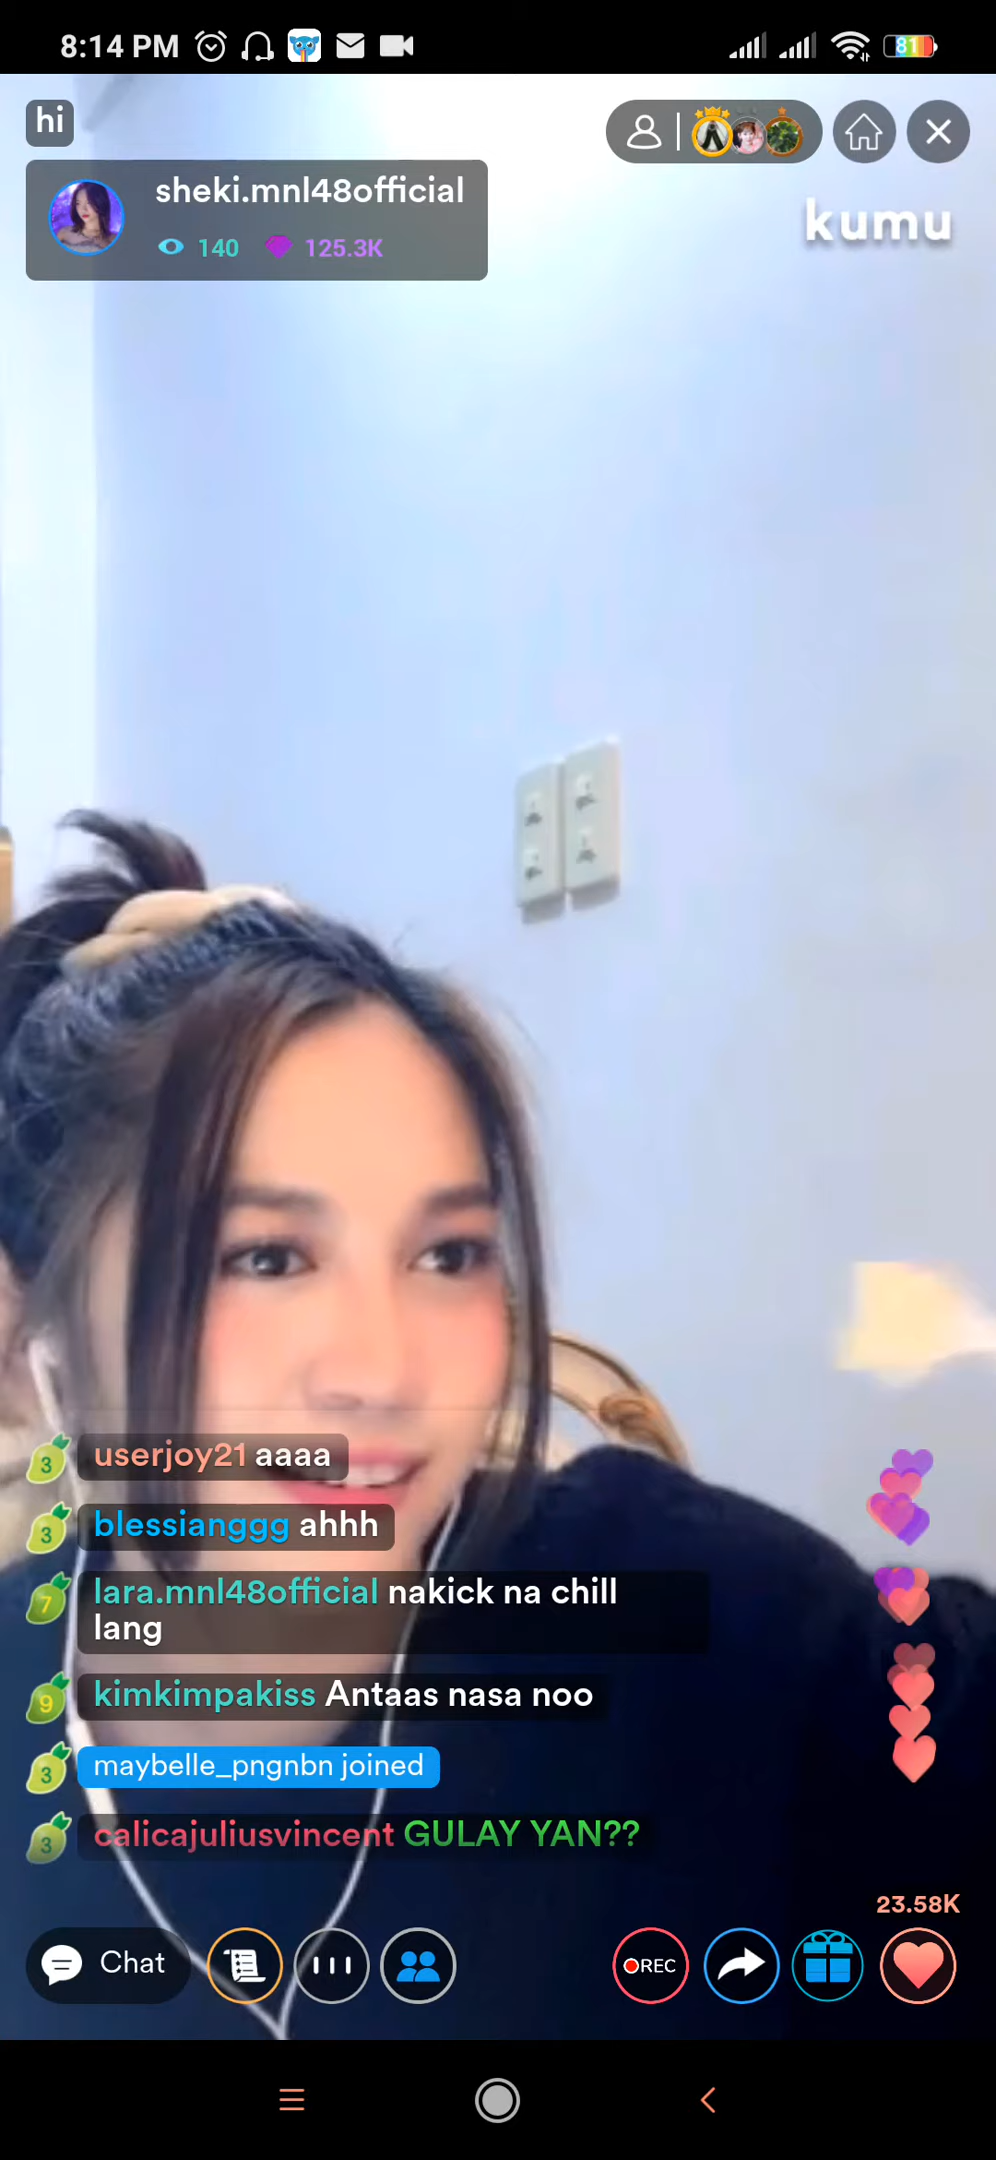 8:14 PM
81
hi
sheki.mnl48official
140 125.3K
kumu
3 userjoy21 aaaa
3 blessianggg ahhh
7 lara.mnl48official nakick na chill
lang
9 kimkimpakiss Antaas nasa noo
3 maybelle_pngnbn joined
3 calicajuliusvincent GULAY YAN??
23.58K
Chat
REC